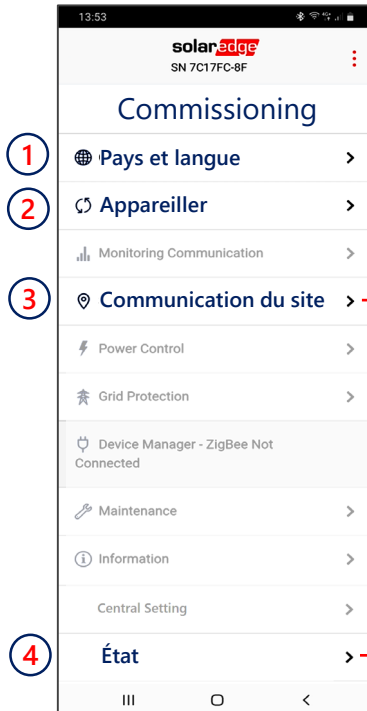 13:53
solaredge
SN 7C17FC-8F
Commissioning
1 Pays et langue
2 Appareiller
Monitoring Communication
3 Communication du site
Power Control
Grid Protection
Device Manager - ZigBee Not
Connected
Maintenance
Information
Central Setting
4 État